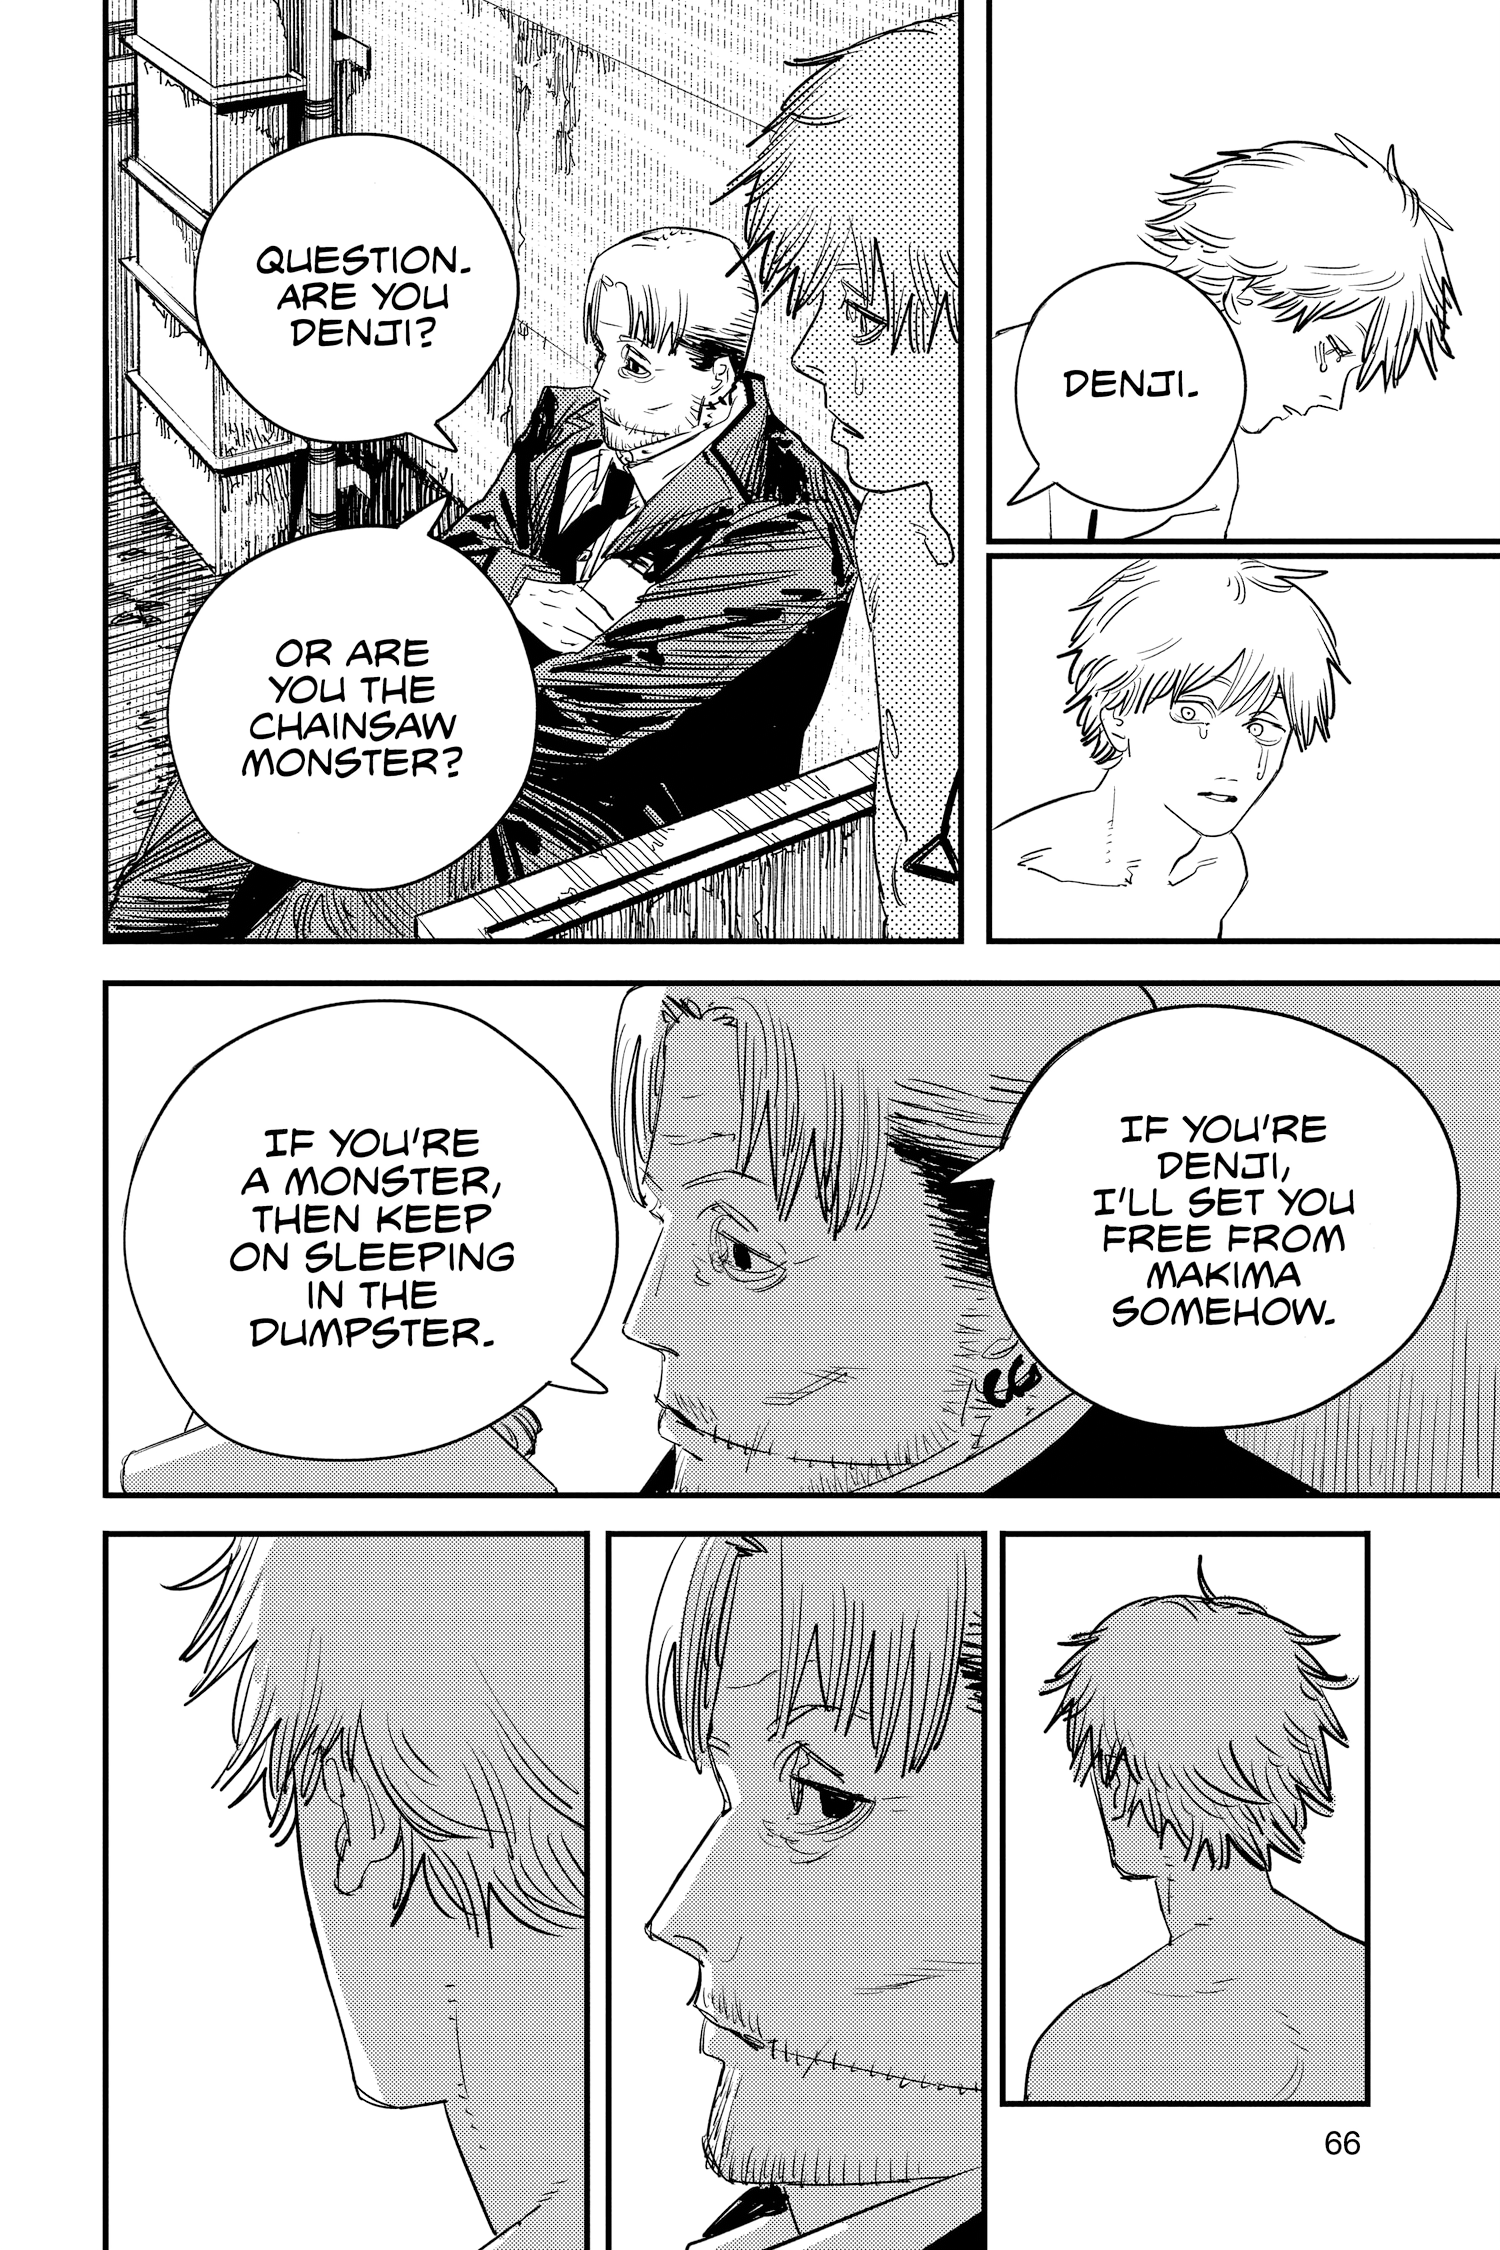 DENJI.
QUESTION.
ARE YOU
DENJI?
OR ARE
YOU THE
CHAINSAW
MONSTER?
IF YOU'RE
DENJI,
I'LL SET YOU
FREE FROM
MAKIMA
SOMEHOW.
IF YOU'RE
A MONSTER,
THEN KEEP
ON SLEEPING
IN THE
DUMPSTER.
66